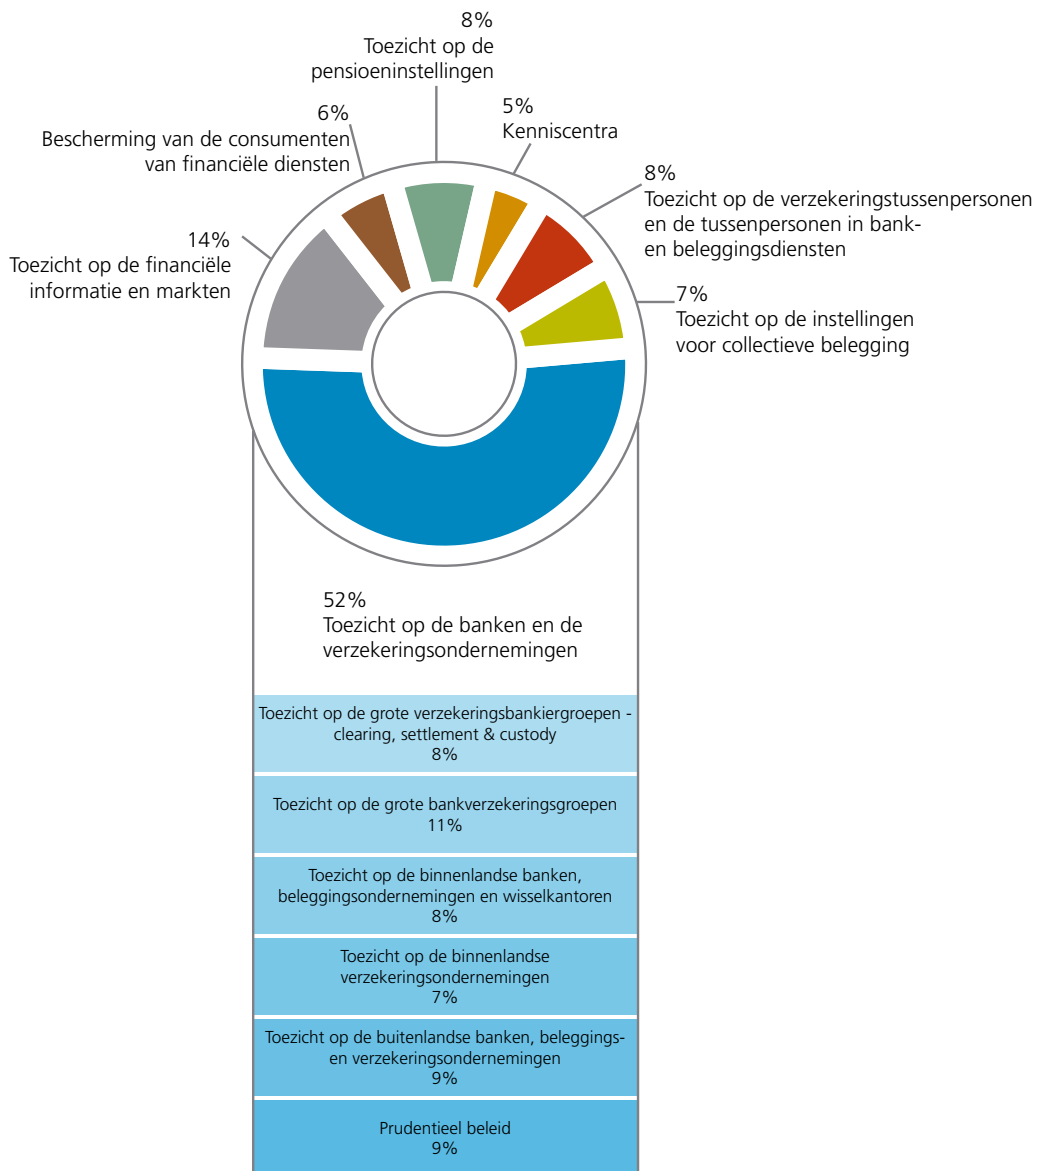 8%
Toezicht op de
pensioeninstellingen
6%
Bescherming van de consumenten
van financiële diensten
5%
Kenniscentra
8%
Toezicht op de verzekeringstussenpersonen
en de tussenpersonen in bank-
en beleggingsdiensten
14%
Toezicht op de financiële
informatie en markten
7%
Toezicht op de instellingen
voor collectieve belegging
52%
Toezicht op de banken en de
verzekeringsondernemingen
Toezicht op de grote verzekeringsbankiergroepen -
clearing, settlement & custody
8%
Toezicht op de grote bankverzekeringsgroepen
11%
Toezicht op de binnenlandse banken,
beleggingsondernemingen en wisselkantoren
8%
Toezicht op de binnenlandse
verzekeringsondernemingen
7%
Toezicht op de buitenlandse banken, beleggings-
en verzekeringsondernemingen
9%
Prudentieel beleid
9%